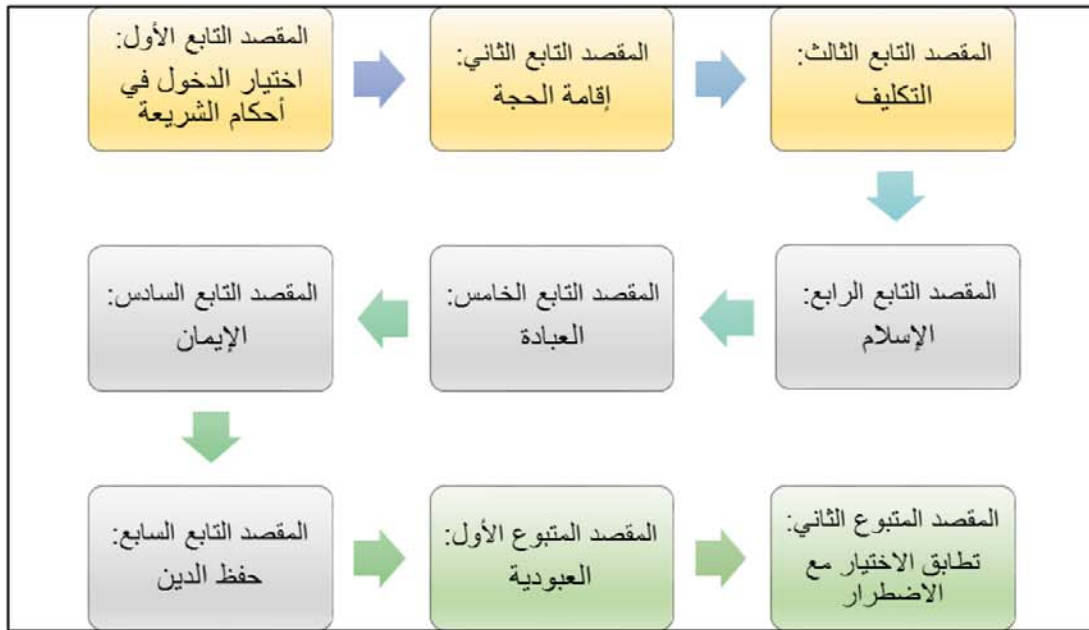 المقصد التابع الأول:
اختيار الدخول في
أحكام الشريعة
المقصد التابع الثاني:
إقامة الحجة
المقصد التابع الثالث:
التكليف
المقصد التابع الرابع:
الإسلام
المقصد التابع الخامس:
العبادة
المقصد التابع السادس:
الإيمان
المقصد التابع السابع:
حفظ الدين
المقصد المتبوع الأول:
العبودية
المقصد المتبوع الثاني:
تطابق الاختيار مع
الاضطرار